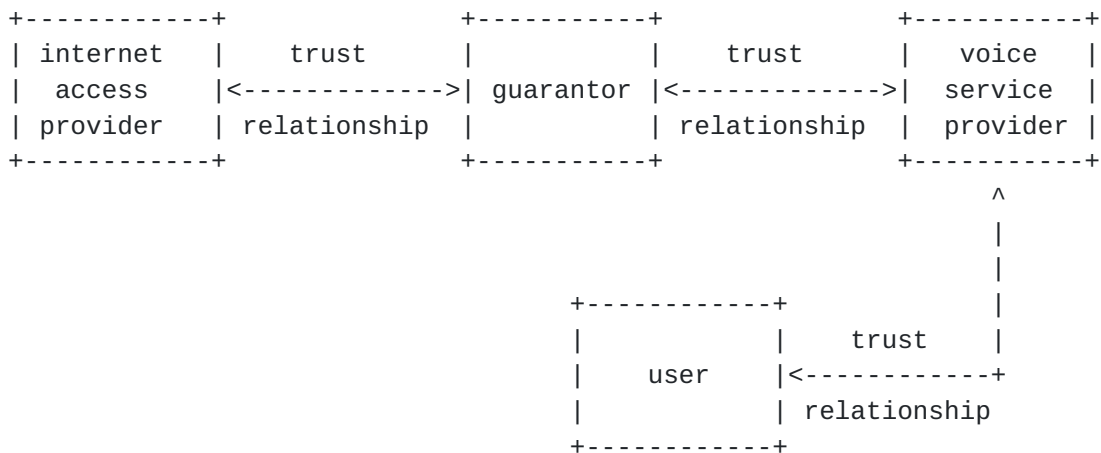 internet trust trust voice
access guarantor service
provider relationship relationship provider
trust
user
relationship